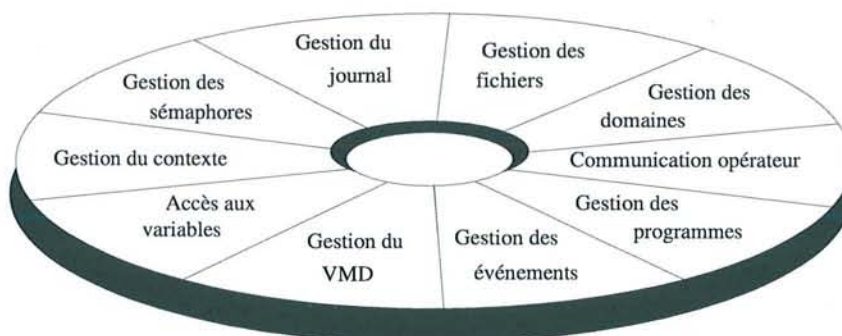 Gestion du
journal
Gestion des
fichiers
Gestion des
sémaphores
Gestion des
domaines
Gestion du contexte
Communication opérateur
Accès aux
variables
Gestion des
programmes
Gestion du
VMD
Gestion des
événements